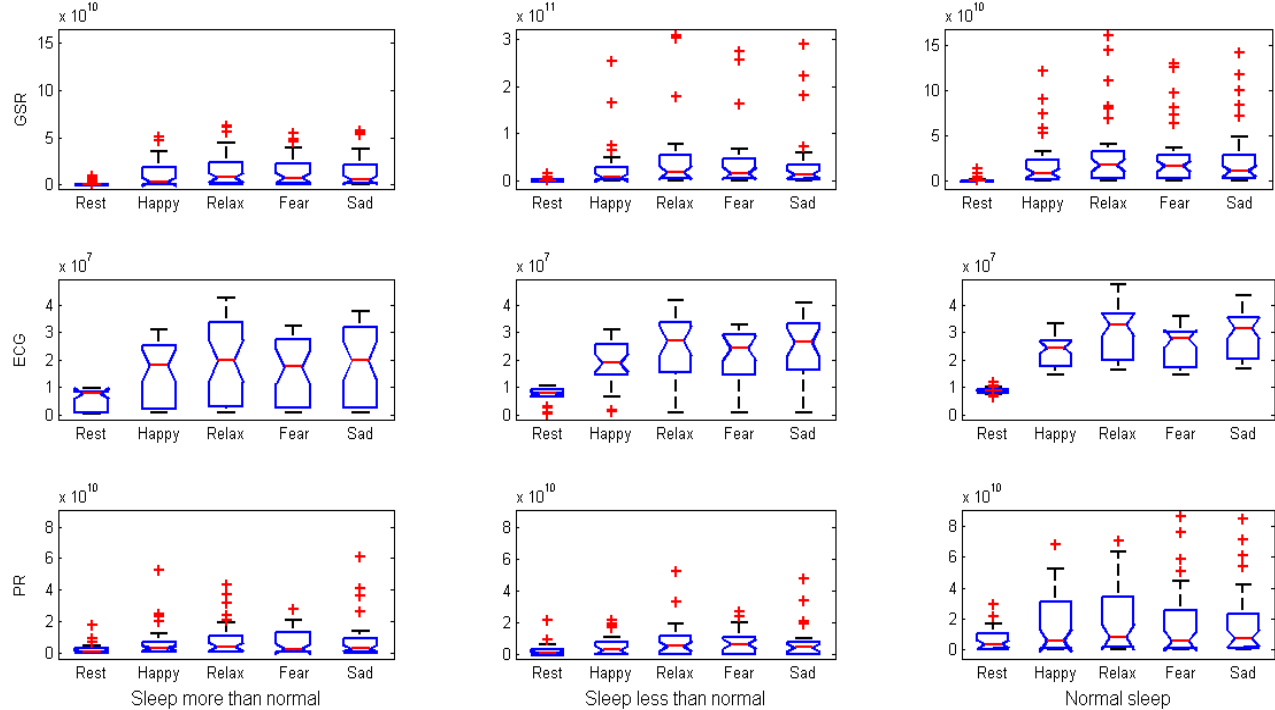 x 10^10
x 10^11
x 10^10
15
10
5
0
GSR
Rest Happy Relax Fear Sad
3
2
1
0
Rest Happy Relax Fear Sad
15
10
5
0
Rest Happy Relax Fear Sad
x 10^7
x 10^7
x 10^7
4
3
2
1
0
ECG
Rest Happy Relax Fear Sad
4
3
2
1
0
Rest Happy Relax Fear Sad
4
3
2
1
0
Rest Happy Relax Fear Sad
x 10^10
x 10^10
x 10^10
8
6
4
2
0
PR
Rest Happy Relax Fear Sad
Sleep more than normal
8
6
4
2
0
Rest Happy Relax Fear Sad
Sleep less than normal
8
6
4
2
0
Rest Happy Relax Fear Sad
Normal sleep